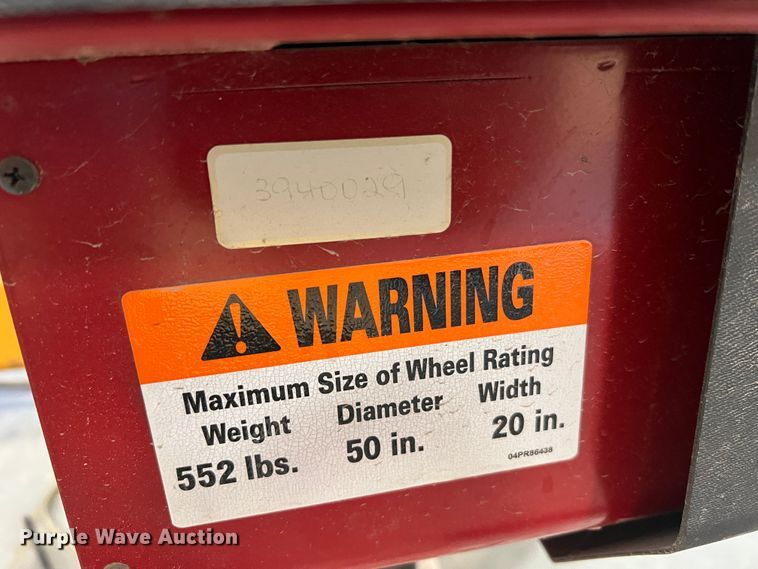 3940029
WARNING
Maximum Size of Wheel Rating
Weight Diameter Width
552 lbs. 50 in. 20 in.
04PR86438
Purple Wave Auction